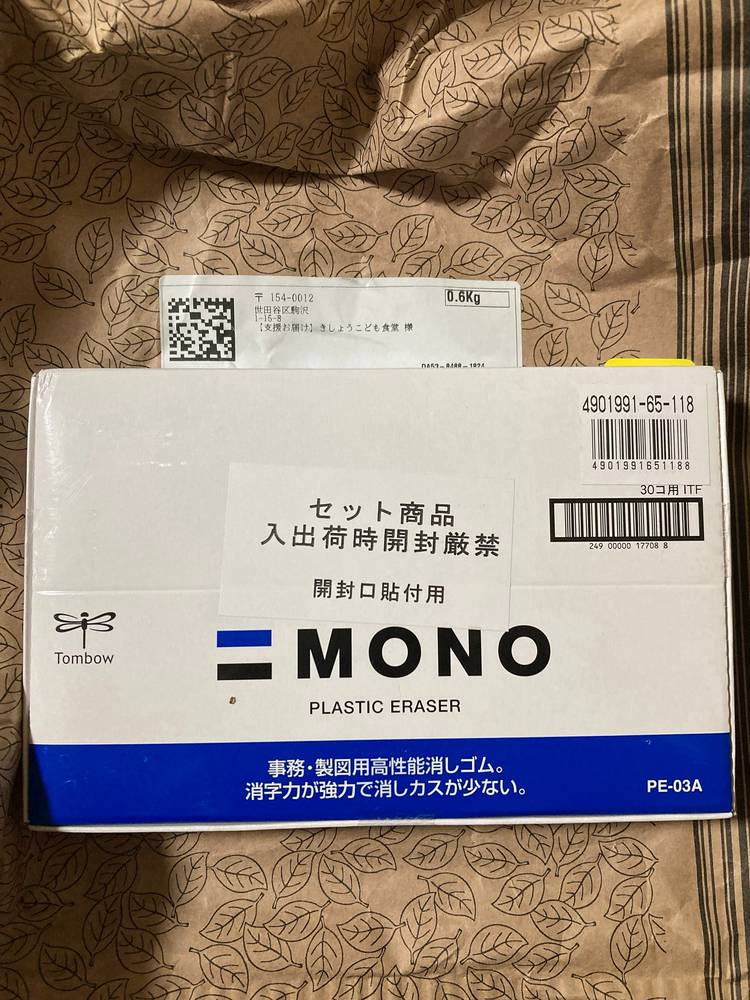 〒 154-0012
0.6Kg
世田谷区駒沢
1-15-8
【支援お届け】きしょうこども食堂 様
DA53-8488-1824
4901991-65-118
4901991651188
30コ用 ITF
249 00000 17708 8
セット商品
入出荷時開封厳禁
開封口貼付用
Tombow
MONO
PLASTIC ERASER
事務・製図用高性能消しゴム。
消字力が強力で消しカスが少ない。
PE-03A